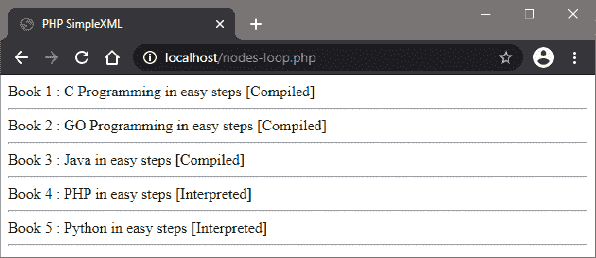 PHP SimpleXML
localhost/nodes-loop.php
Book 1 : C Programming in easy steps [Compiled]
Book 2 : GO Programming in easy steps [Compiled]
Book 3 : Java in easy steps [Compiled]
Book 4 : PHP in easy steps [Interpreted]
Book 5 : Python in easy steps [Interpreted]